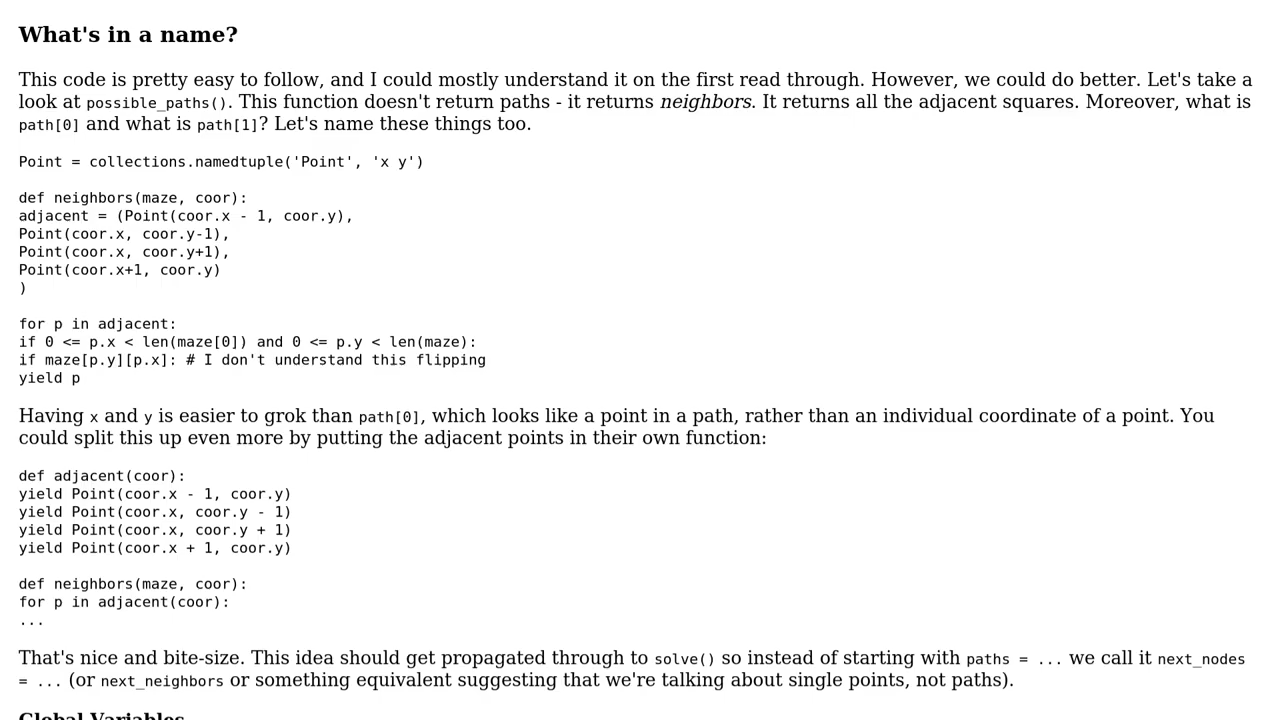 What's in a name?
This code is pretty easy to follow, and I could mostly understand it on the first read through. However, we could do better. Let's take a
look at possible_paths(). This function doesn't return paths - it returns neighbors. It returns all the adjacent squares. Moreover, what is
path[0] and what is path[1]? Let's name these things too.
Point = collections.namedtuple('Point', 'x y')
def neighbors(maze, coor):
adjacent = (Point(coor.x - 1, coor.y),
Point(coor.x, coor.y-1),
Point(coor.x, coor.y+1),
Point(coor.x+1, coor.y)
)
for p in adjacent:
if 0 <= p.x < len(maze[0]) and 0 <= p.y < len(maze):
if maze[p.y][p.x]: # I don't understand this flipping
yield p
Having x and y is easier to grok than path[0], which looks like a point in a path, rather than an individual coordinate of a point. You
could split this up even more by putting the adjacent points in their own function:
def adjacent(coor):
yield Point(coor.x - 1, coor.y)
yield Point(coor.x, coor.y - 1)
yield Point(coor.x, coor.y + 1)
yield Point(coor.x + 1, coor.y)
def neighbors(maze, coor):
for p in adjacent(coor):
...
That's nice and bite-size. This idea should get propagated through to solve() so instead of starting with paths = ... we call it next_nodes
= ... (or next_neighbors or something equivalent suggesting that we're talking about single points, not paths).
Global Variables